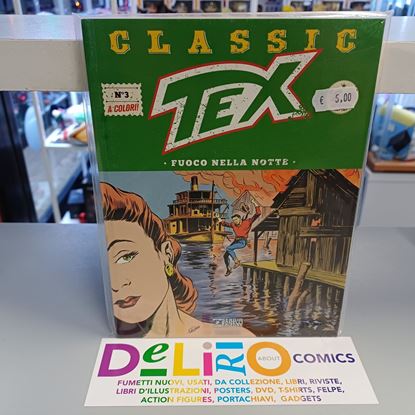 CLASSIC
TEX
N°3
A COLORI!
€ 5,00
· FUOCO NELLA NOTTE ·
DeLiRiO
ABOUT
COMICS
FUMETTI NUOVI, USATI, DA COLLEZIONE, LIBRI, RIVISTE,
LIBRI D'ILLUSTRAZIONI, POSTERS, DVD, T-SHIRTS, FELPE,
ACTION FIGURES, PORTACHIAVI, GADGETS